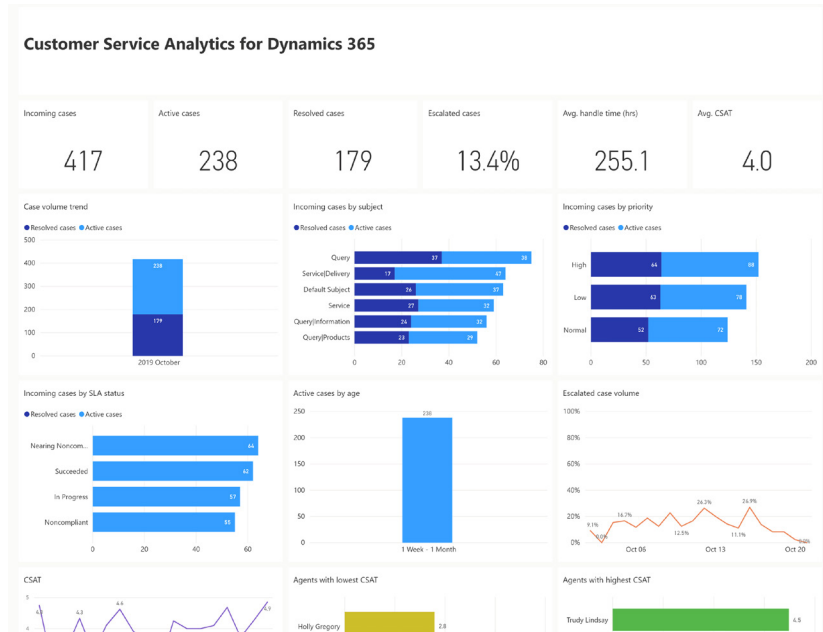 Customer Service Analytics for Dynamics 365
Incoming cases
417
Active cases
238
Resolved cases
179
Escalated cases
13.4%
Avg. handle time (hrs)
255.1
Avg. CSAT
4.0
Case volume trend
Resolved cases Active cases
500
400
300
200
100
0
238
179
2019 October
Incoming cases by subject
Resolved cases Active cases
Query 37 38
Service|Delivery 17 47
Default Subject 26 37
Service 27 32
Query|Information 24 32
Query|Products 23 29
0 20 40 60 80
Incoming cases by priority
Resolved cases Active cases
High 64 88
Low 63 78
Normal 52 72
0 50 100 150 200
Incoming cases by SLA status
Resolved cases Active cases
Nearing Noncom... 64
Succeeded 62
In Progress 57
Noncompliant 55
0 20 40 60
Active cases by age
250
200
150
100
50
0
238
1 Week - 1 Month
Escalated case volume
100%
80%
60%
40%
20%
0%
9.1% 0.0% 16.7% 12.5% 26.3% 11.1% 26.9% 0.0%
Oct 06 Oct 13 Oct 20
CSAT
5
4
4.3
4.6
4.9
Agents with lowest CSAT
Holly Gregory 2.8
Agents with highest CSAT
Trudy Lindsay 4.5